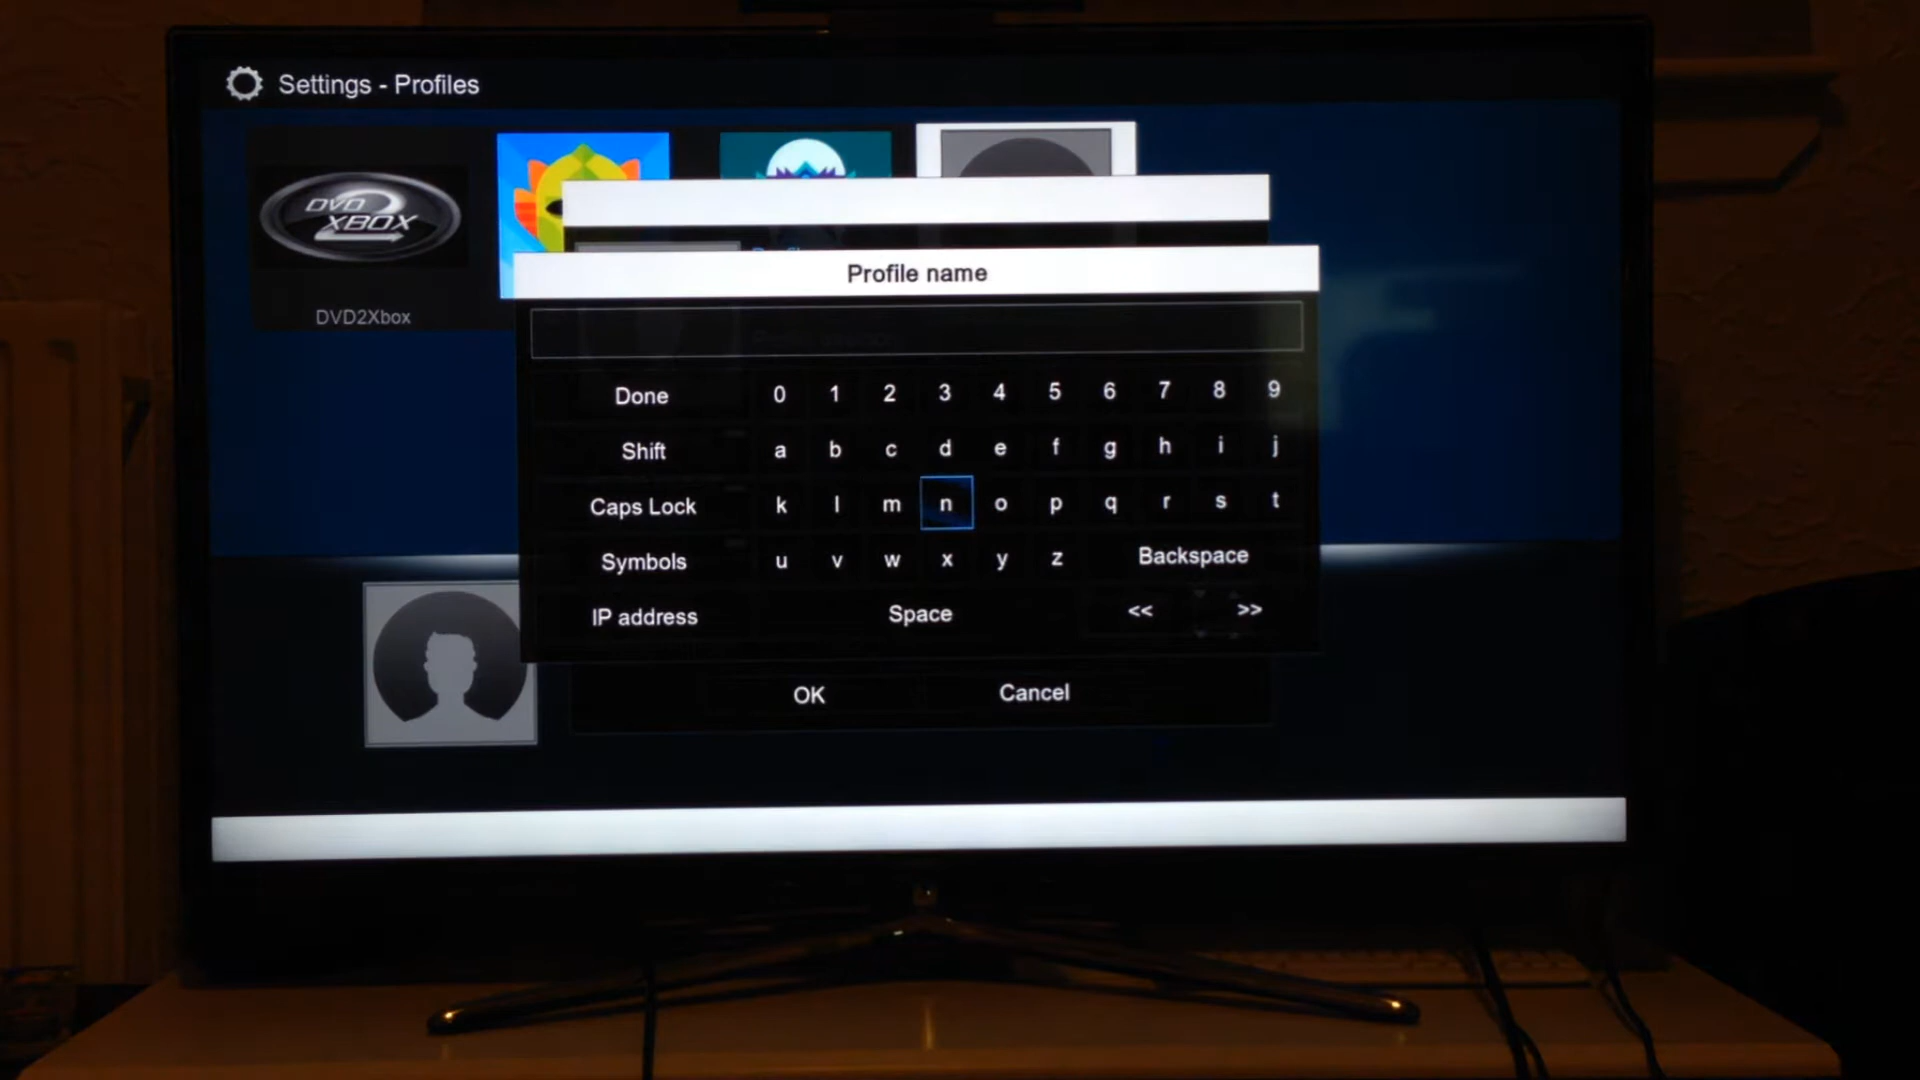 Settings - Profiles
DVD
2
XBOX
DVD2Xbox
Profile name
Done 0 1 2 3 4 5 6 7 8 9
Shift a b c d e f g h i j
Caps Lock k l m n o p q r s t
Symbols u v w x y z Backspace
IP address Space << >>
OK Cancel